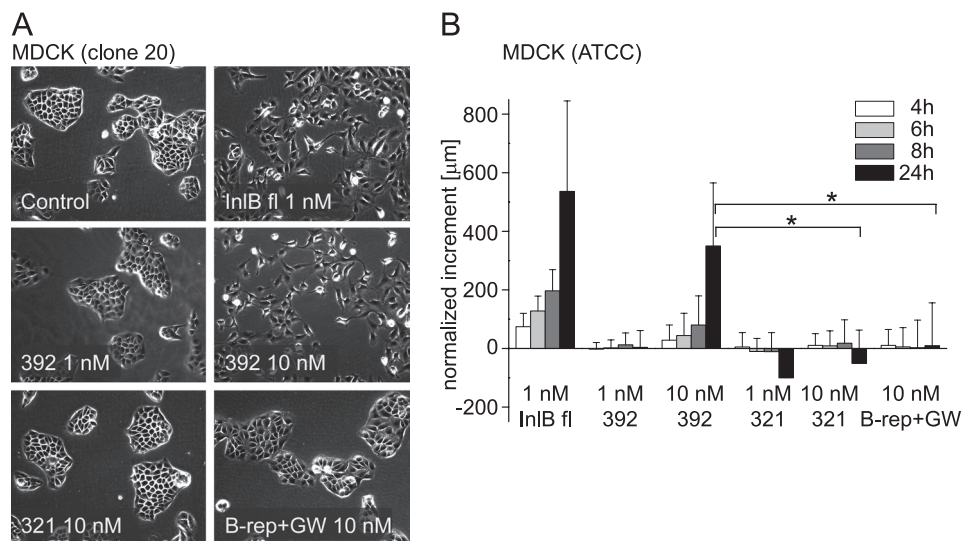 A
MDCK (clone 20)
Control
InlB fl 1 nM
392 1 nM
392 10 nM
321 10 nM
B-rep+GW 10 nM
B
MDCK (ATCC)
normalized increment [µm]
800
600
400
200
0
-200
4h
6h
8h
24h
*
*
1 nM 1 nM 10 nM 1 nM 10 nM 10 nM
InlB fl 392 392 321 321 B-rep+GW